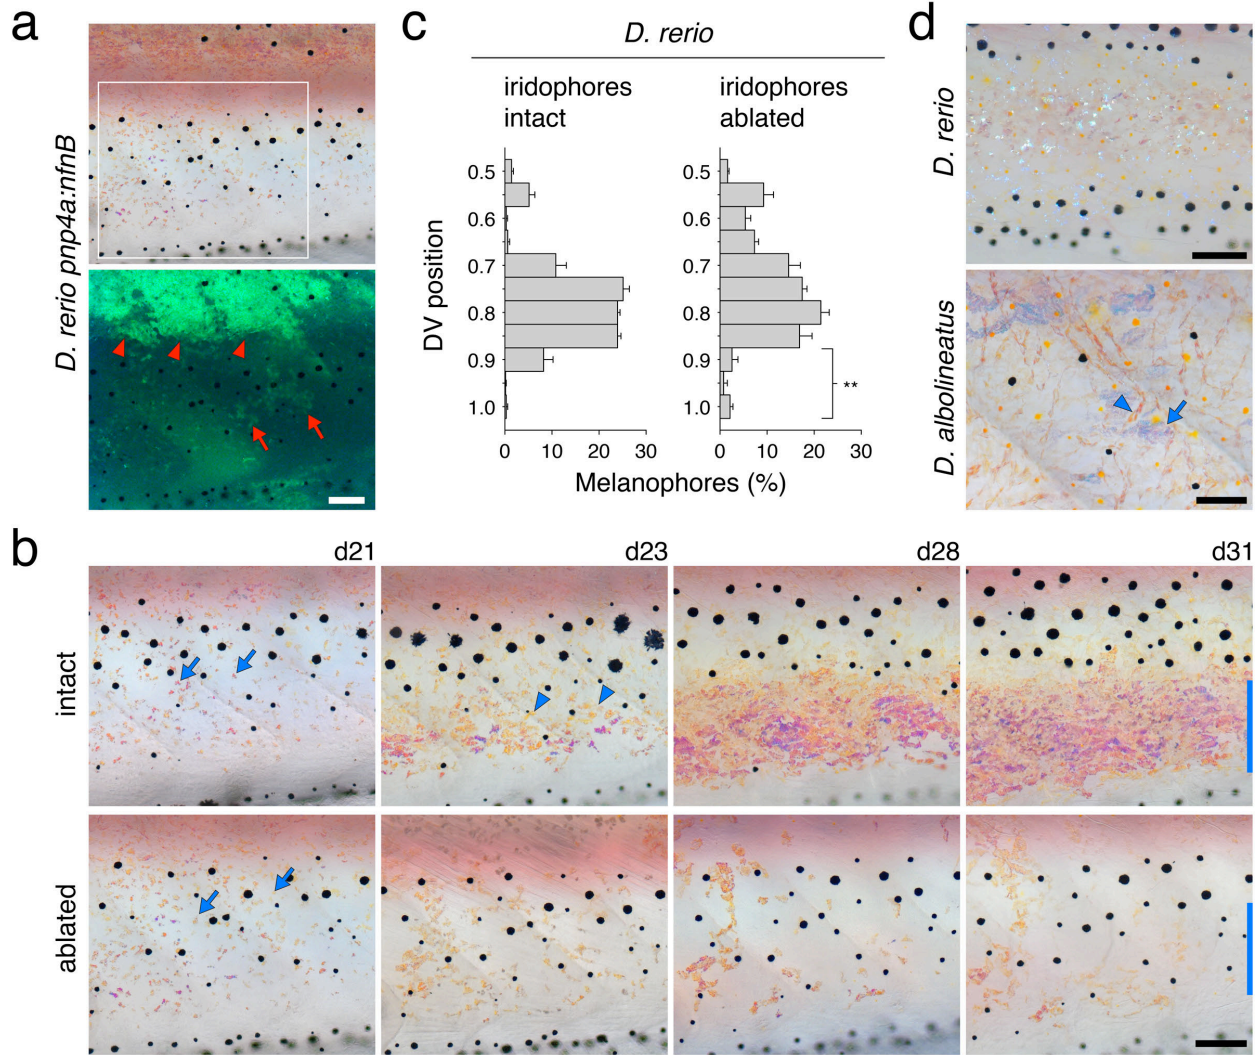 a
D. rerio pnp4a:nfnB
c
D. rerio
iridophores
intact
iridophores
ablated
DV position
0.5
0.6
0.7
0.8
0.9
1.0
0
10
20
30
0.5
0.6
0.7
0.8
0.9
1.0
**
0
10
20
30
Melanophores (%)
d
D. rerio
D. albolineatus
b
d21
d23
d28
d31
intact
ablated